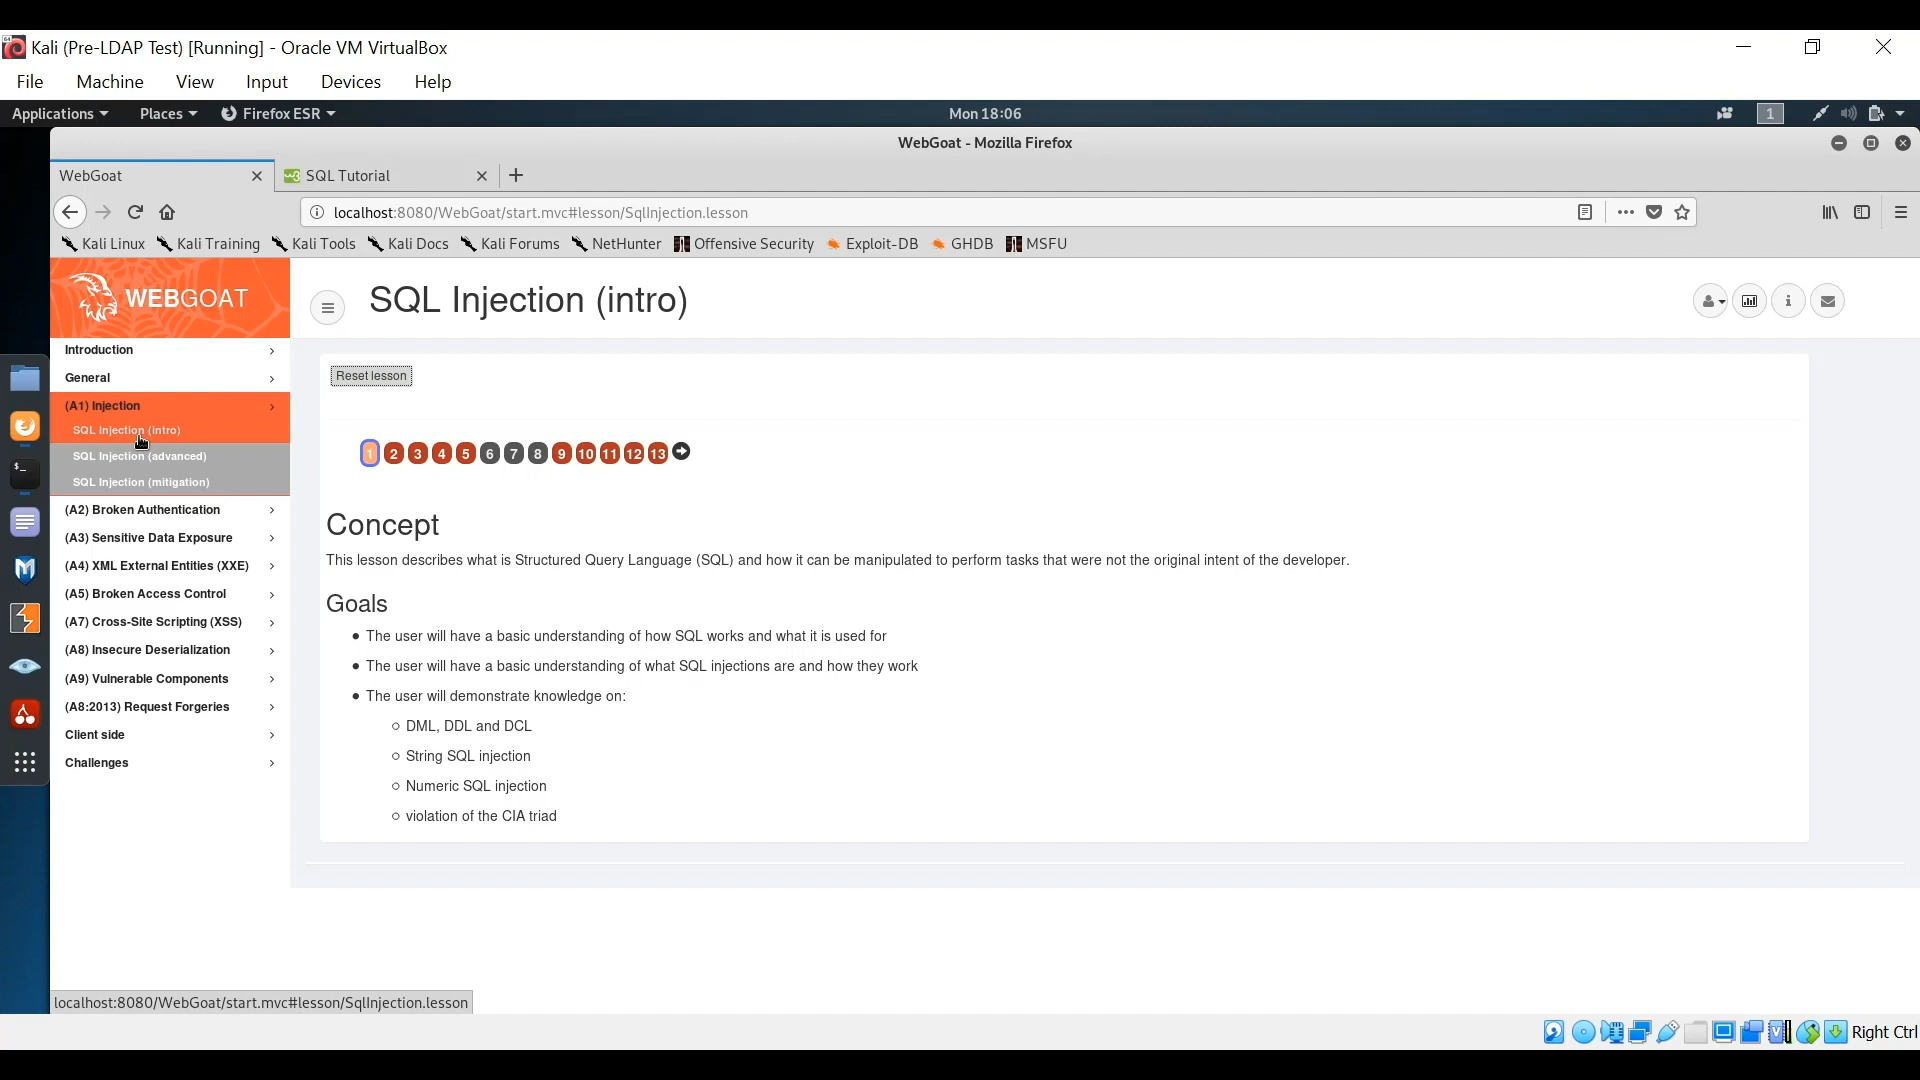 Kali (Pre-LDAP Test) [Running] - Oracle VM VirtualBox
File Machine View Input Devices Help
Applications Places Firefox ESR Mon 18:06 1
WebGoat - Mozilla Firefox
WebGoat SQL Tutorial
localhost:8080/WebGoat/start.mvc#lesson/SqlInjection.lesson
Kali Linux Kali Training Kali Tools Kali Docs Kali Forums NetHunter Offensive Security Exploit-DB GHDB MSFU
WEBGOAT
SQL Injection (intro)
Introduction
General
(A1) Injection
SQL Injection (intro)
SQL Injection (advanced)
SQL Injection (mitigation)
(A2) Broken Authentication
(A3) Sensitive Data Exposure
(A4) XML External Entities (XXE)
(A5) Broken Access Control
(A7) Cross-Site Scripting (XSS)
(A8) Insecure Deserialization
(A9) Vulnerable Components
(A8:2013) Request Forgeries
Client side
Challenges
Reset lesson
1 2 3 4 5 6 7 8 9 10 11 12 13
Concept
This lesson describes what is Structured Query Language (SQL) and how it can be manipulated to perform tasks that were not the original intent of the developer.
Goals
The user will have a basic understanding of how SQL works and what it is used for
The user will have a basic understanding of what SQL injections are and how they work
The user will demonstrate knowledge on:
DML, DDL and DCL
String SQL injection
Numeric SQL injection
violation of the CIA triad
localhost:8080/WebGoat/start.mvc#lesson/SqlInjection.lesson
Right Ctrl